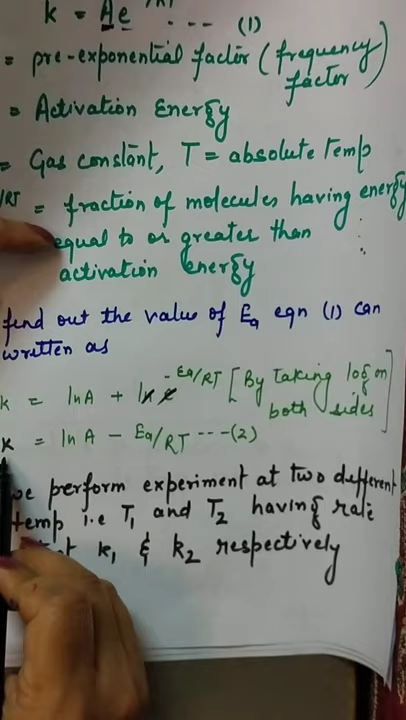 k = Ae ---- (1)
= pre-exponential factor (frequency
factor)
= Activation Energy
= Gas constant, T = absolute temp
/RT = fraction of molecules having energy
equal to or greater than
activation energy
find out the value of Ea eqn (1) can
written as
k = ln A + ln e -Ea/RT [By taking log on
both sides]
k = ln A - Ea/RT ---- (2)
we perform experiment at two different
temp i.e T1 and T2 having rate
k1 & k2 respectively